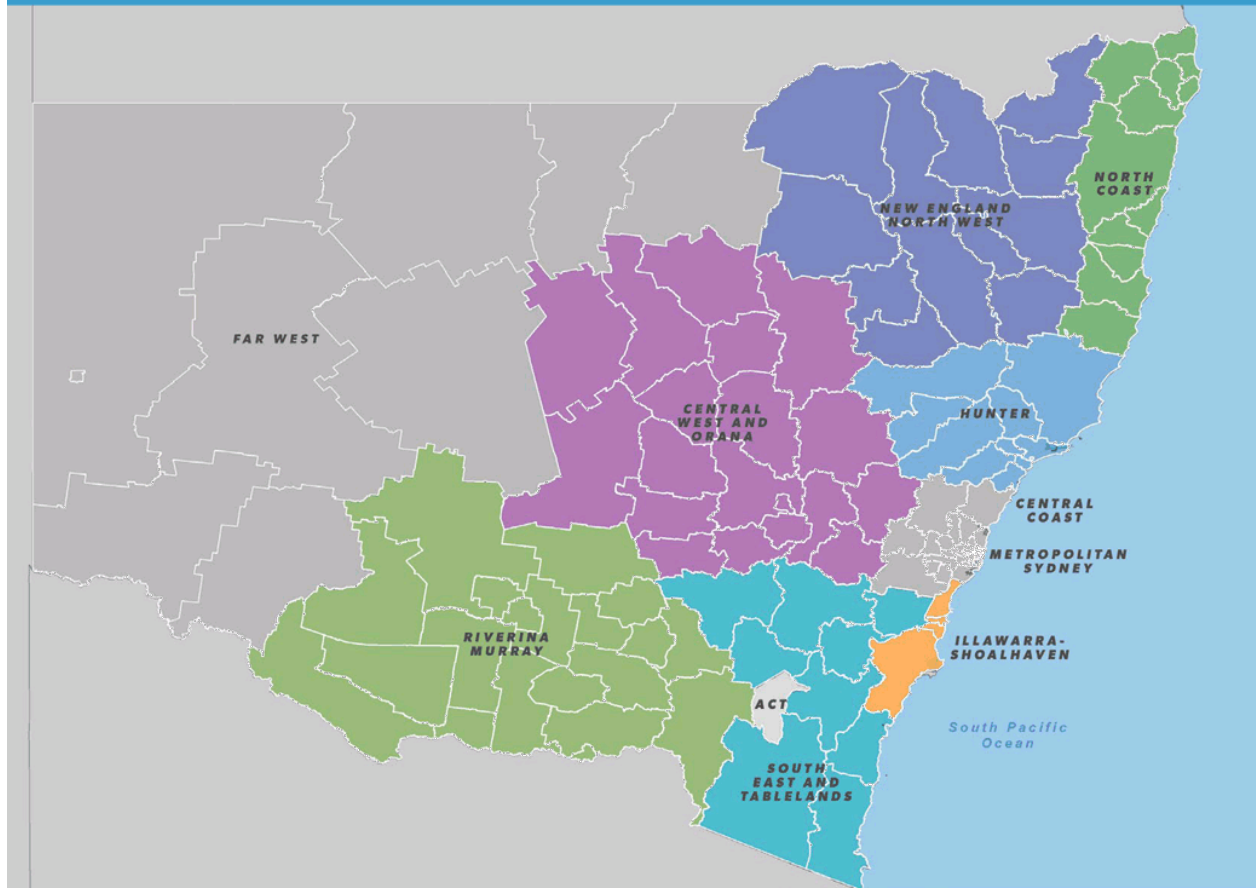 NORTH
COAST
NEW ENGLAND
NORTH WEST
FAR WEST
CENTRAL
WEST AND
ORANA
HUNTER
CENTRAL
COAST
METROPOLITAN
SYDNEY
RIVERINA
MURRAY
ILLAWARRA-
SHOALHAVEN
ACT
South Pacific
Ocean
SOUTH
EAST AND
TABLELANDS